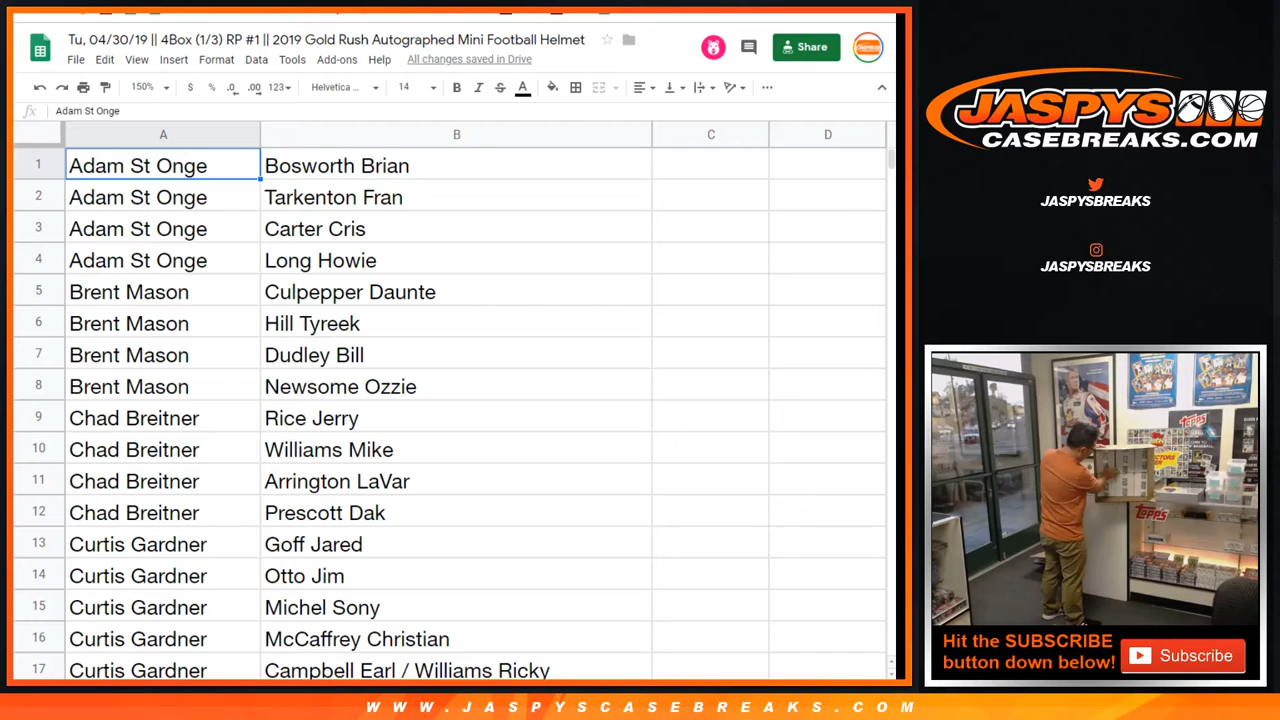 Tu, 04/30/19 || 4Box (1/3) RP #1 || 2019 Gold Rush Autographed Mini Football Helmet
File Edit View Insert Format Data Tools Add-ons Help All changes saved in Drive
Share
150% $ % .0 .00 123 Helvetica ... 14 B I S A
fx Adam St Onge
A B C D
1 Adam St Onge Bosworth Brian
2 Adam St Onge Tarkenton Fran
3 Adam St Onge Carter Cris
4 Adam St Onge Long Howie
5 Brent Mason Culpepper Daunte
6 Brent Mason Hill Tyreek
7 Brent Mason Dudley Bill
8 Brent Mason Newsome Ozzie
9 Chad Breitner Rice Jerry
10 Chad Breitner Williams Mike
11 Chad Breitner Arrington LaVar
12 Chad Breitner Prescott Dak
13 Curtis Gardner Goff Jared
14 Curtis Gardner Otto Jim
15 Curtis Gardner Michel Sony
16 Curtis Gardner McCaffrey Christian
17 Curtis Gardner Campbell Earl / Williams Ricky
JASPYS
CASEBREAKS.COM
JASPYSBREAKS
JASPYSBREAKS
TOPPS
TOPPS
Hit the SUBSCRIBE
button down below!
Subscribe
WWW.JASPYSCASEBREAKS.COM